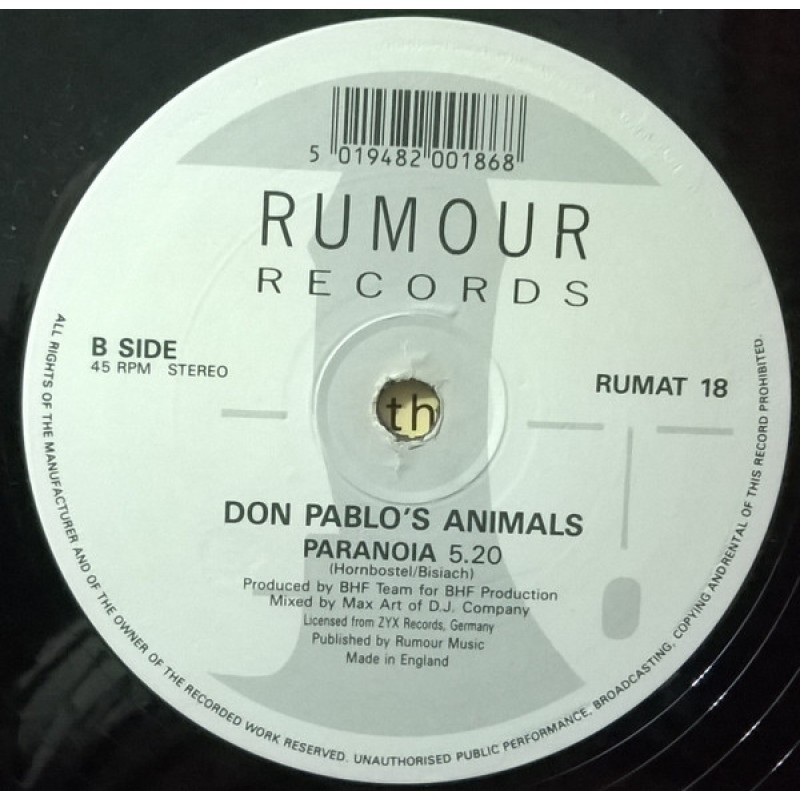 5 019482 001868
RUMOUR
RECORDS
B SIDE
45 RPM STEREO
RUMAT 18
th
DON PABLO'S ANIMALS
PARANOIA 5.20
(Hornbostel/Bisiach)
Produced by BHF Team for BHF Production
Mixed by Max Art of D.J. Company
Licensed from ZYX Records, Germany
Published by Rumour Music
Made in England
ALL RIGHTS OF THE MANUFACTURER AND OF THE OWNER OF THE RECORDED WORK RESERVED. UNAUTHORISED PUBLIC PERFORMANCE, BROADCASTING, COPYING ANDRENTAL OF THIS RECORD PROHIBITED.